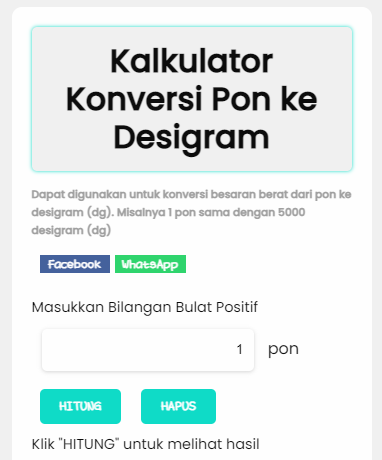 Kalkulator
Konversi Pon ke
Desigram
Dapat digunakan untuk konversi besaran berat dari pon ke
desigram (dg). Misalnya 1 pon sama dengan 5000
desigram (dg)
Facebook WhatsApp
Masukkan Bilangan Bulat Positif
1 pon
HITUNG HAPUS
Klik "HITUNG" untuk melihat hasil